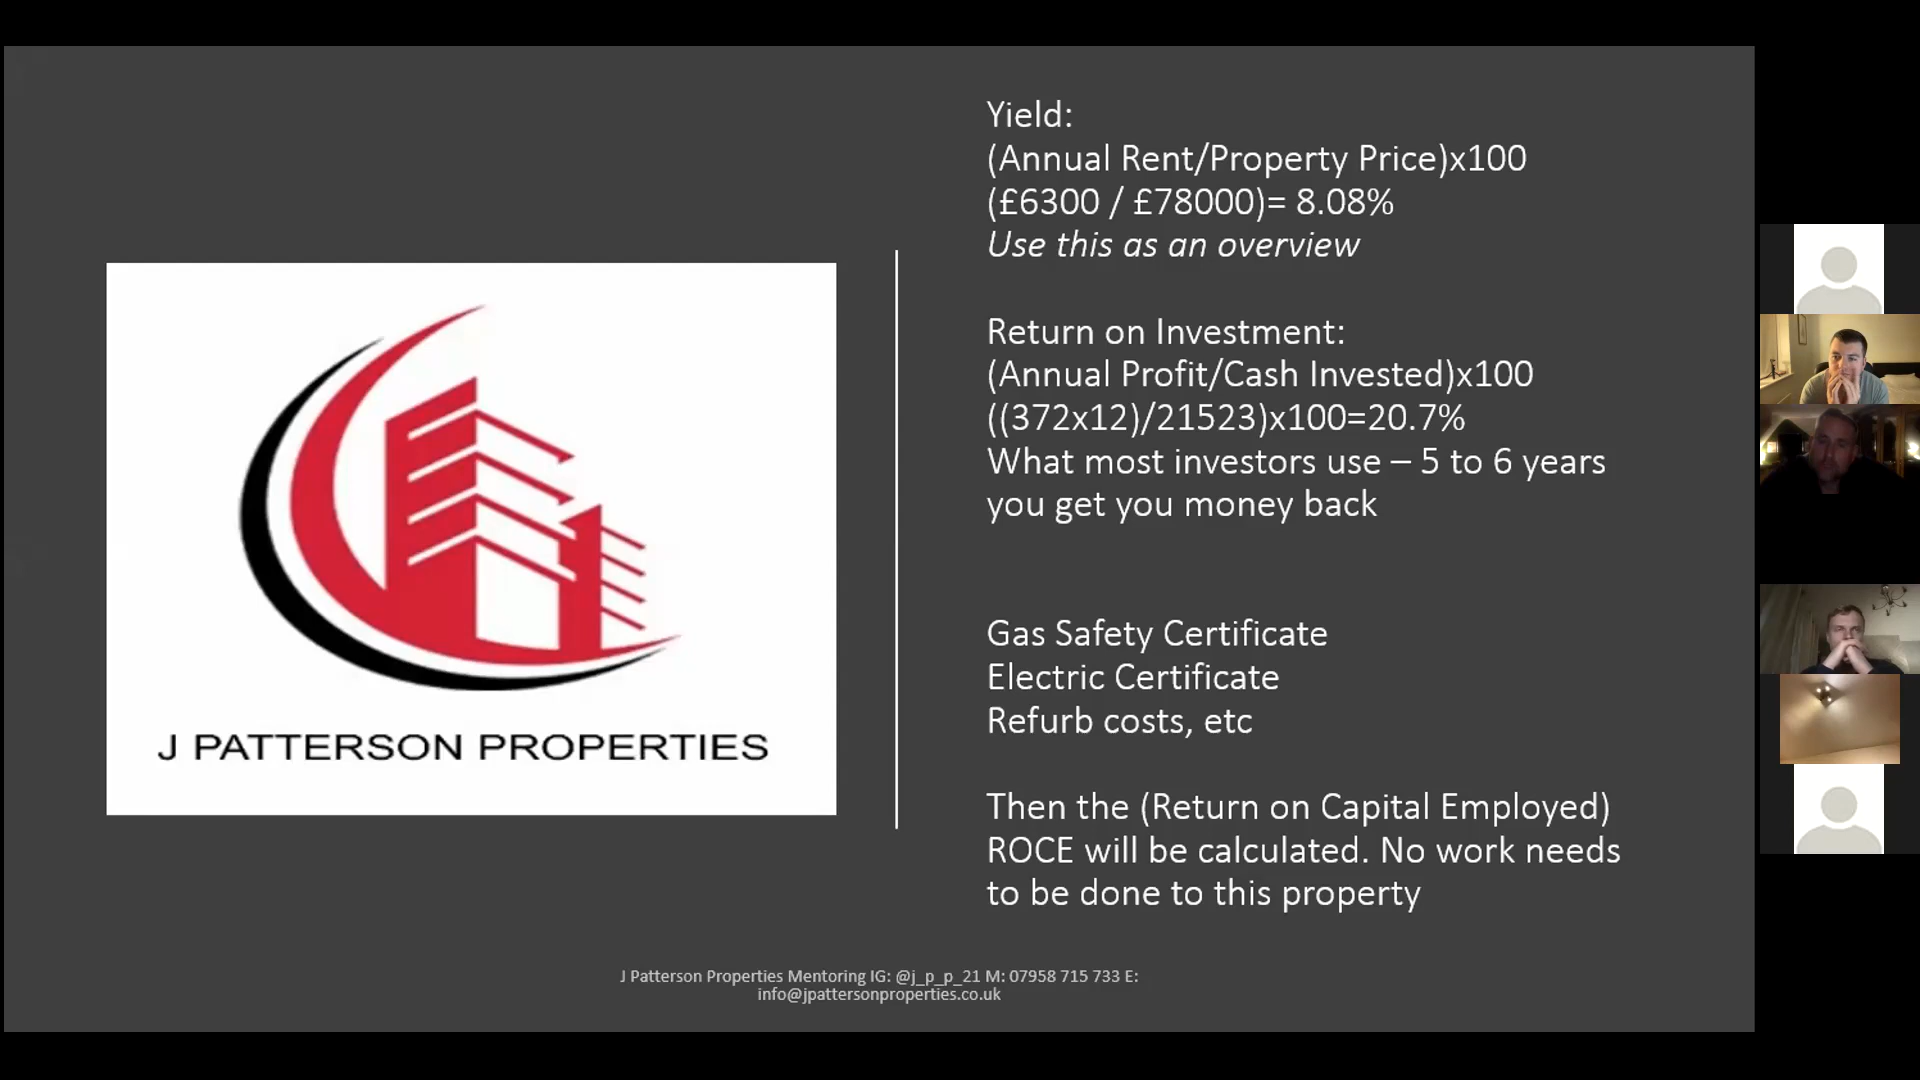 Yield:
(Annual Rent/Property Price)x100
(£6300 / £78000)= 8.08%
Use this as an overview
Return on Investment:
(Annual Profit/Cash Invested)x100
((372x12)/21523)x100=20.7%
What most investors use – 5 to 6 years
you get you money back
Gas Safety Certificate
Electric Certificate
Refurb costs, etc
Then the (Return on Capital Employed)
ROCE will be calculated. No work needs
to be done to this property
J PATTERSON PROPERTIES
J Patterson Properties Mentoring IG: @j_p_p_21 M: 07958 715 733 E:
info@jpattersonproperties.co.uk